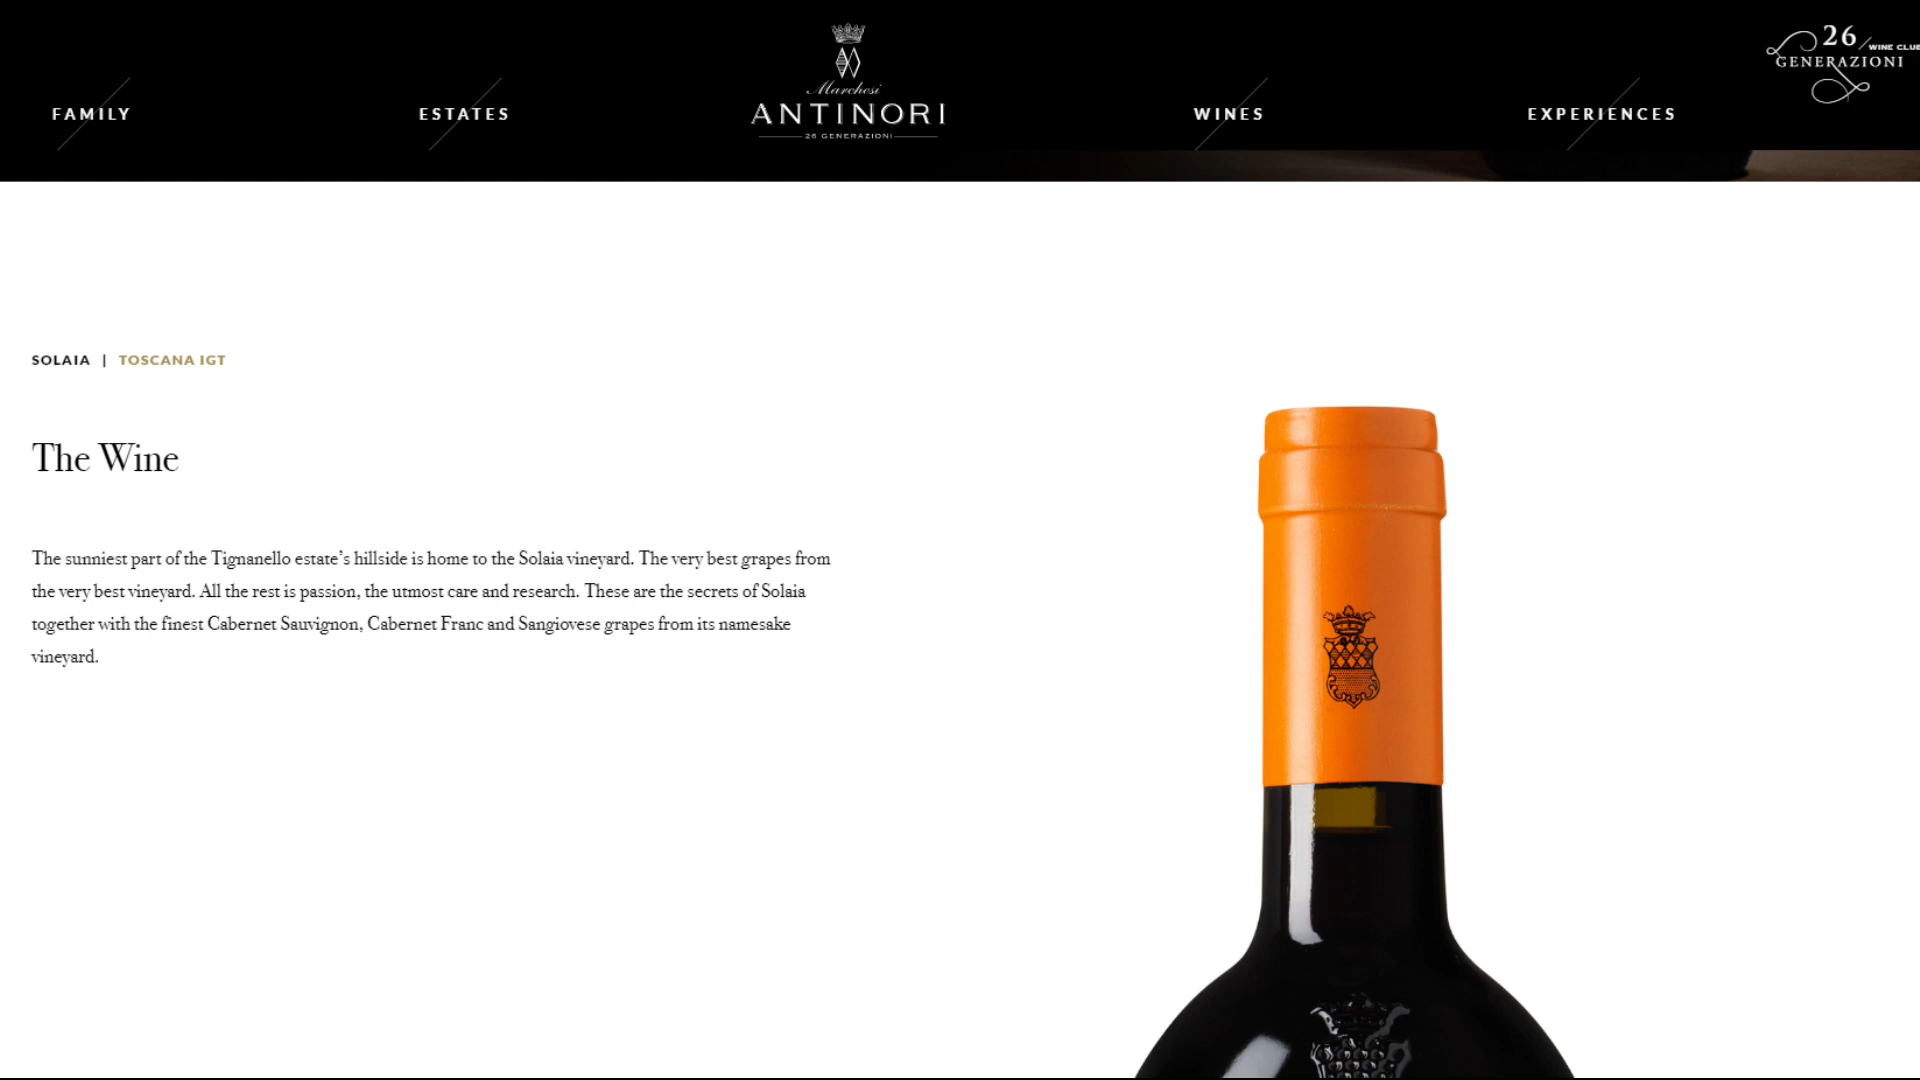 26 WINE CLUB
GENERAZIONI
FAMILY
ESTATES
Marchesi
ANTINORI
26 GENERAZIONI
WINES
EXPERIENCES
SOLAIA | TOSCANA IGT
The Wine
The sunniest part of the Tignanello estate’s hillside is home to the Solaia vineyard. The very best grapes from
the very best vineyard. All the rest is passion, the utmost care and research. These are the secrets of Solaia
together with the finest Cabernet Sauvignon, Cabernet Franc and Sangiovese grapes from its namesake
vineyard.